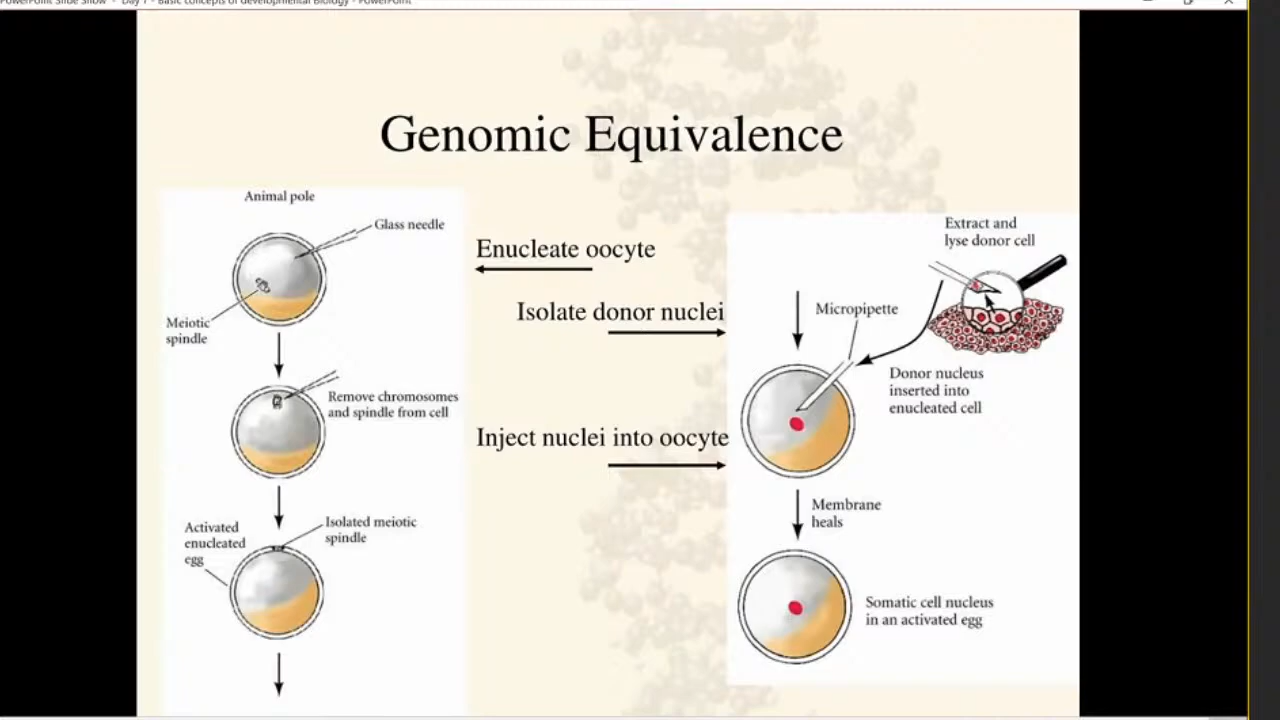 PowerPoint Slide Show - Day 1 - Basic concepts of developmental Biology - PowerPoint
Genomic Equivalence
Animal pole
Glass needle
Meiotic
spindle
Remove chromosomes
and spindle from cell
Activated
enucleated
egg
Isolated meiotic
spindle
Enucleate oocyte
Isolate donor nuclei
Inject nuclei into oocyte
Extract and
lyse donor cell
Micropipette
Donor nucleus
inserted into
enucleated cell
Membrane
heals
Somatic cell nucleus
in an activated egg